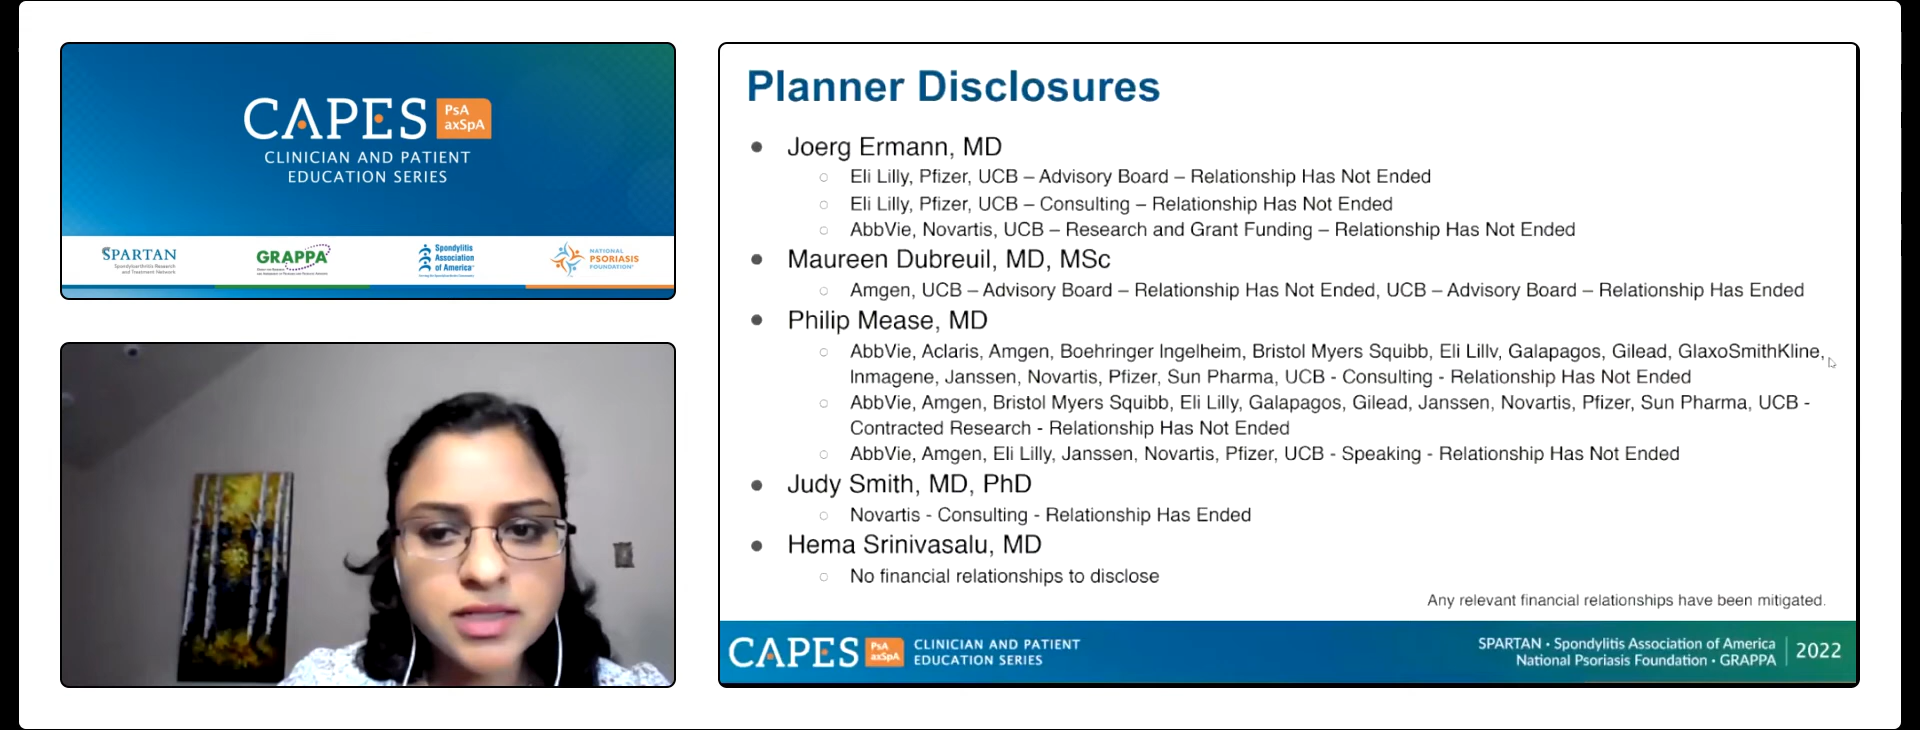 CAPES PsA
axSpA
CLINICIAN AND PATIENT
EDUCATION SERIES
SPARTAN
Spondyloarthritis Research
and Treatment Network
GRAPPA
Spondylitis
Association
of America
NATIONAL
PSORIASIS
FOUNDATION
Planner Disclosures
● Joerg Ermann, MD
○ Eli Lilly, Pfizer, UCB – Advisory Board – Relationship Has Not Ended
○ Eli Lilly, Pfizer, UCB – Consulting – Relationship Has Not Ended
○ AbbVie, Novartis, UCB – Research and Grant Funding – Relationship Has Not Ended
● Maureen Dubreuil, MD, MSc
○ Amgen, UCB – Advisory Board – Relationship Has Not Ended, UCB – Advisory Board – Relationship Has Ended
● Philip Mease, MD
○ AbbVie, Aclaris, Amgen, Boehringer Ingelheim, Bristol Myers Squibb, Eli Lilly, Galapagos, Gilead, GlaxoSmithKline,
Inmagene, Janssen, Novartis, Pfizer, Sun Pharma, UCB - Consulting - Relationship Has Not Ended
○ AbbVie, Amgen, Bristol Myers Squibb, Eli Lilly, Galapagos, Gilead, Janssen, Novartis, Pfizer, Sun Pharma, UCB -
Contracted Research - Relationship Has Not Ended
○ AbbVie, Amgen, Eli Lilly, Janssen, Novartis, Pfizer, UCB - Speaking - Relationship Has Not Ended
● Judy Smith, MD, PhD
○ Novartis - Consulting - Relationship Has Ended
● Hema Srinivasalu, MD
○ No financial relationships to disclose
Any relevant financial relationships have been mitigated.
CAPES PsA
axSpA
CLINICIAN AND PATIENT
EDUCATION SERIES
SPARTAN · Spondylitis Association of America
National Psoriasis Foundation · GRAPPA
2022